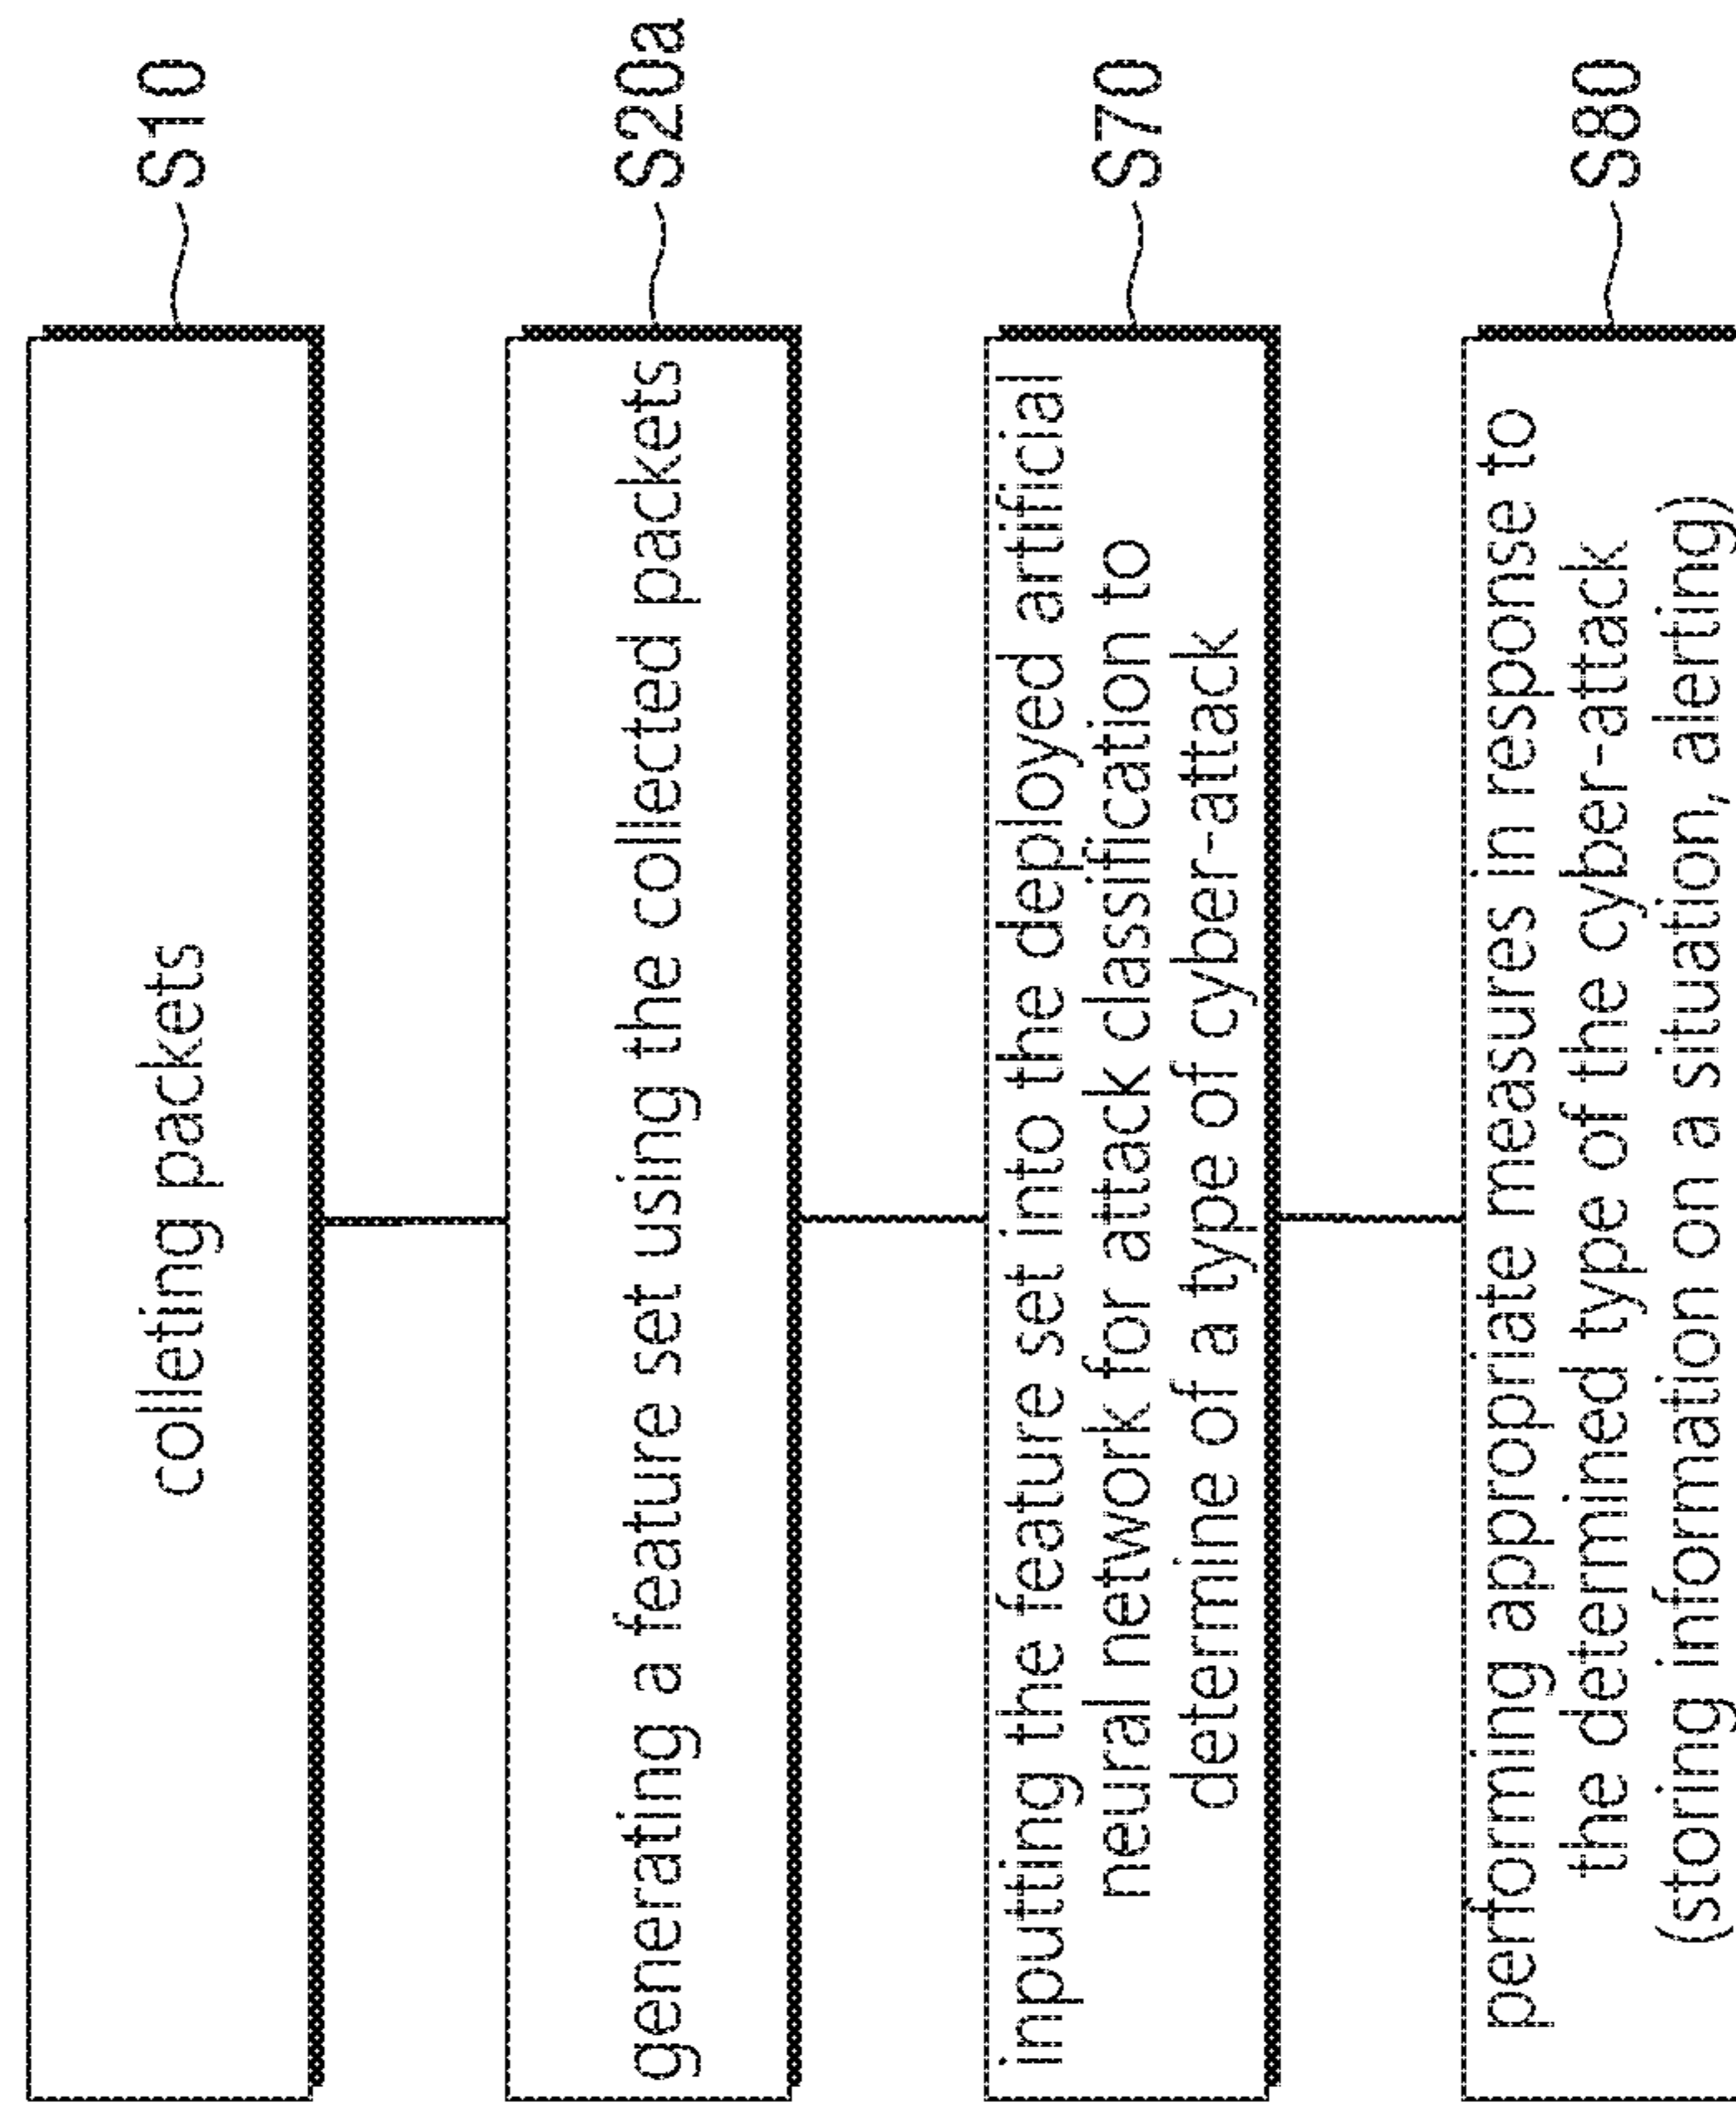 colleting packets
S10
generating a feature set using the collected packets
S20a
inputting the feature set into the deployed artificial
neural network for attack classification to
determine of a type of cyber-attack
S70
performing appropriate measures in response to
the determined type of the cyber-attack
(storing information on a situation, alerting)
S80